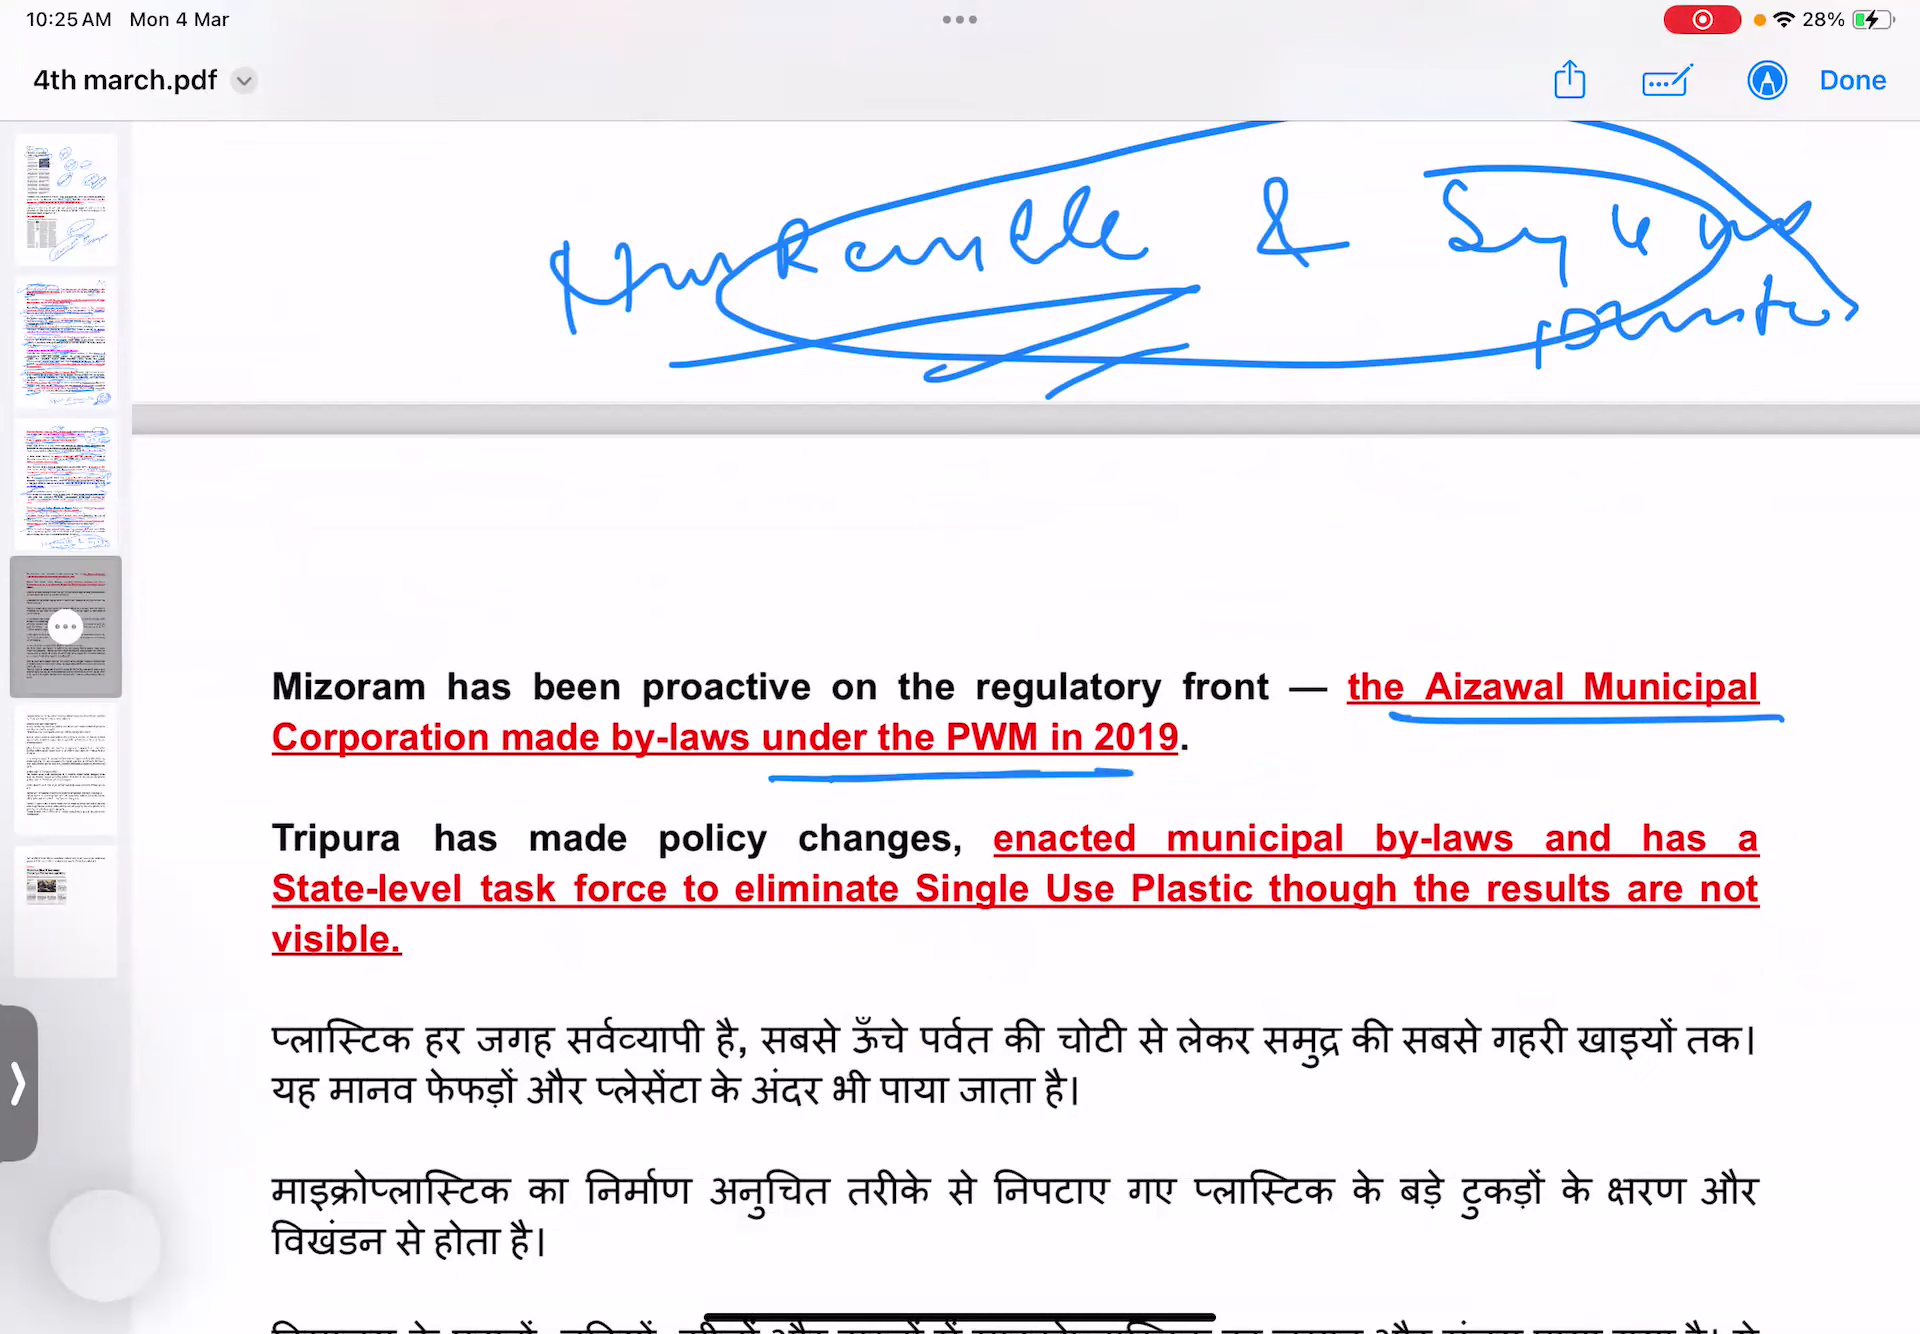 10:25 AM Mon 4 Mar
28%
4th march.pdf
Done
&
Mizoram has been proactive on the regulatory front — the Aizawal Municipal
Corporation made by-laws under the PWM in 2019.
Tripura has made policy changes, enacted municipal by-laws and has a
State-level task force to eliminate Single Use Plastic though the results are not
visible.
प्लास्टिक हर जगह सर्वव्यापी है, सबसे ऊँचे पर्वत की चोटी से लेकर समुद्र की सबसे गहरी खाइयों तक।
यह मानव फेफड़ों और प्लेसेंटा के अंदर भी पाया जाता है।
माइक्रोप्लास्टिक का निर्माण अनुचित तरीके से निपटाए गए प्लास्टिक के बड़े टुकड़ों के क्षरण और
विखंडन से होता है।